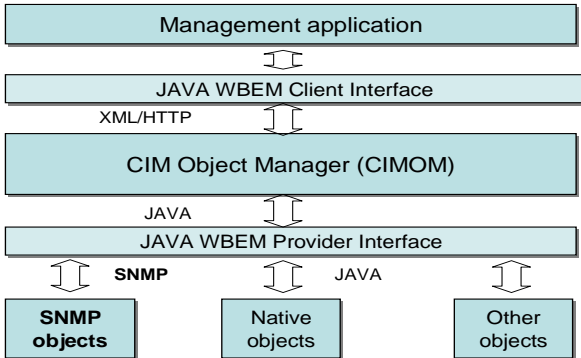 Management application
JAVA WBEM Client Interface
XML/HTTP
CIM Object Manager (CIMOM)
JAVA
JAVA WBEM Provider Interface
SNMP
JAVA
SNMP
objects
Native
objects
Other
objects